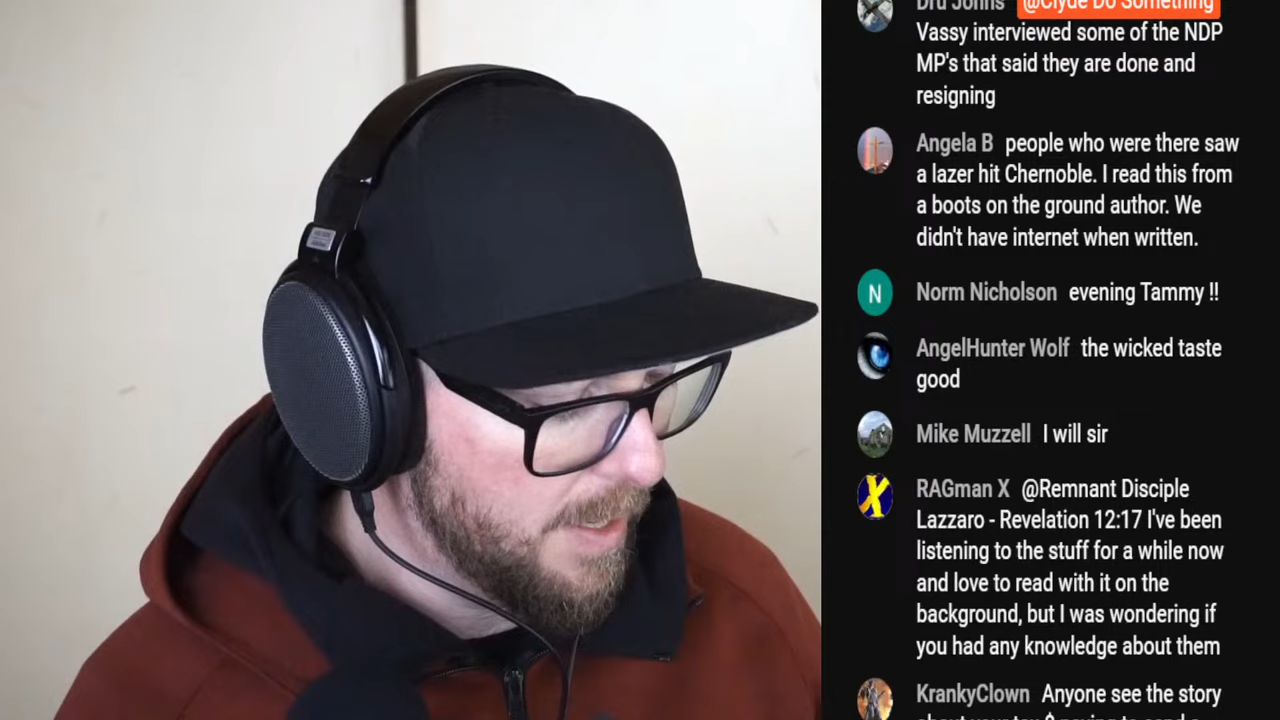 Dru Johns @Clyde Do Something
Vassy interviewed some of the NDP
MP's that said they are done and
resigning
Angela B people who were there saw
a lazer hit Chernoble. I read this from
a boots on the ground author. We
didn't have internet when written.
N Norm Nicholson evening Tammy !!
AngelHunter Wolf the wicked taste
good
Mike Muzzell I will sir
RAGman X @Remnant Disciple
Lazzaro - Revelation 12:17 I've been
listening to the stuff for a while now
and love to read with it on the
background, but I was wondering if
you had any knowledge about them
KrankyClown Anyone see the story